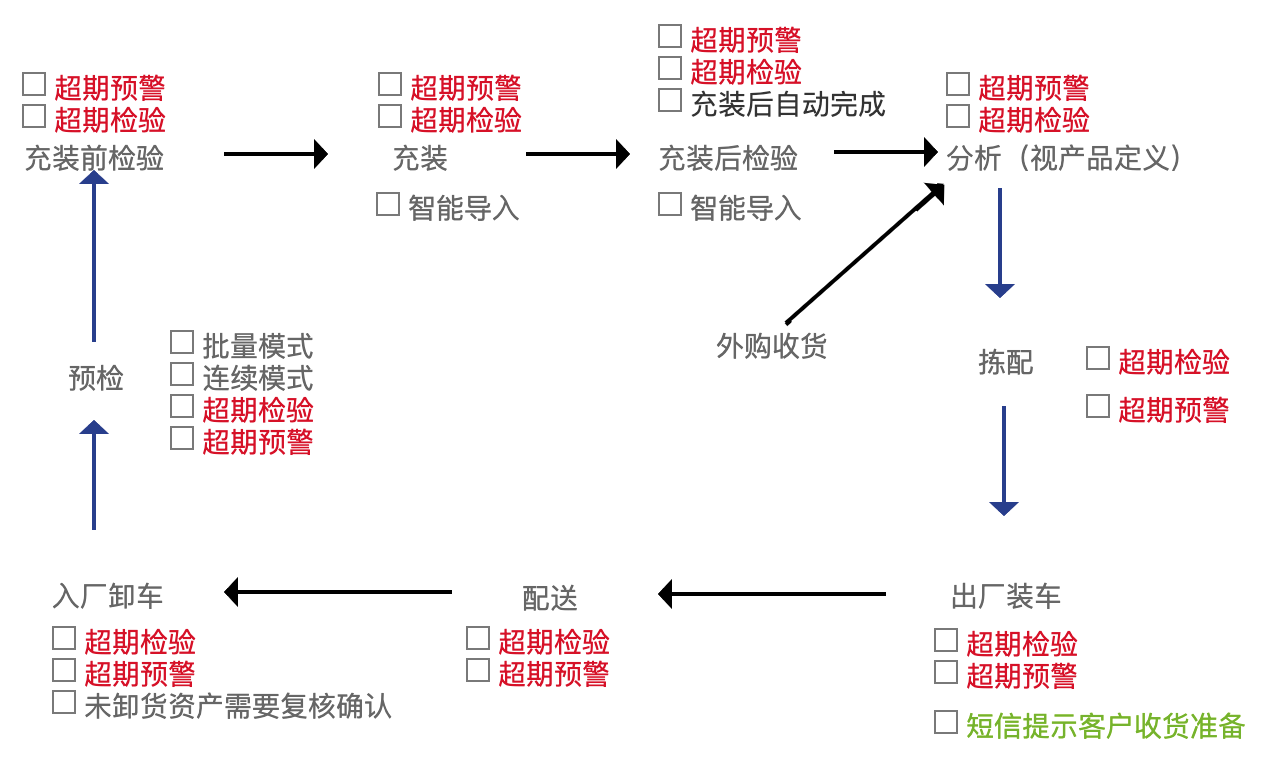 超期预警
超期检验
充装前检验
超期预警
超期检验
充装
智能导入
超期预警
超期检验
充装后自动完成
充装后检验
智能导入
超期预警
超期检验
分析（视产品定义）
预检
批量模式
连续模式
超期检验
超期预警
外购收货
拣配
超期检验
超期预警
入厂卸车
超期检验
超期预警
未卸货资产需要复核确认
配送
超期检验
超期预警
出厂装车
超期检验
超期预警
短信提示客户收货准备